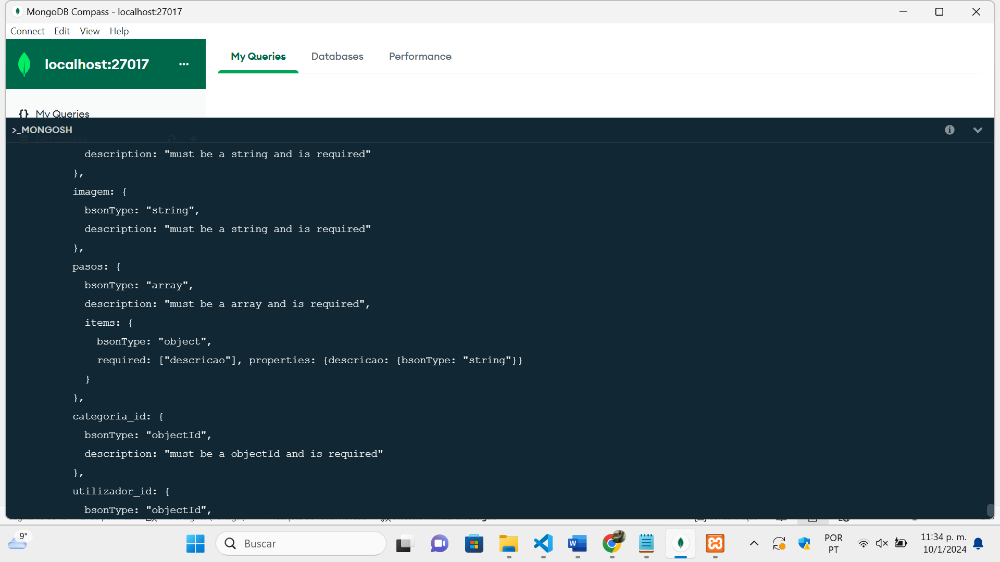 MongoDB Compass - localhost:27017
Connect Edit View Help
localhost:27017 ...
My Queries Databases Performance
{} My Queries
>_MONGOSH
Databases
description: "must be a string and is required"
},
imagem: {
bsonType: "string",
description: "must be a string and is required"
},
pasos: {
bsonType: "array",
description: "must be a array and is required",
items: {
bsonType: "object",
required: ["descricao"], properties: {descricao: {bsonType: "string"}}
}
},
categoria_id: {
bsonType: "objectId",
description: "must be a objectId and is required"
},
utilizador_id: {
bsonType: "objectId",
9°
Buscar
POR
PT
11:34 p. m.
10/1/2024